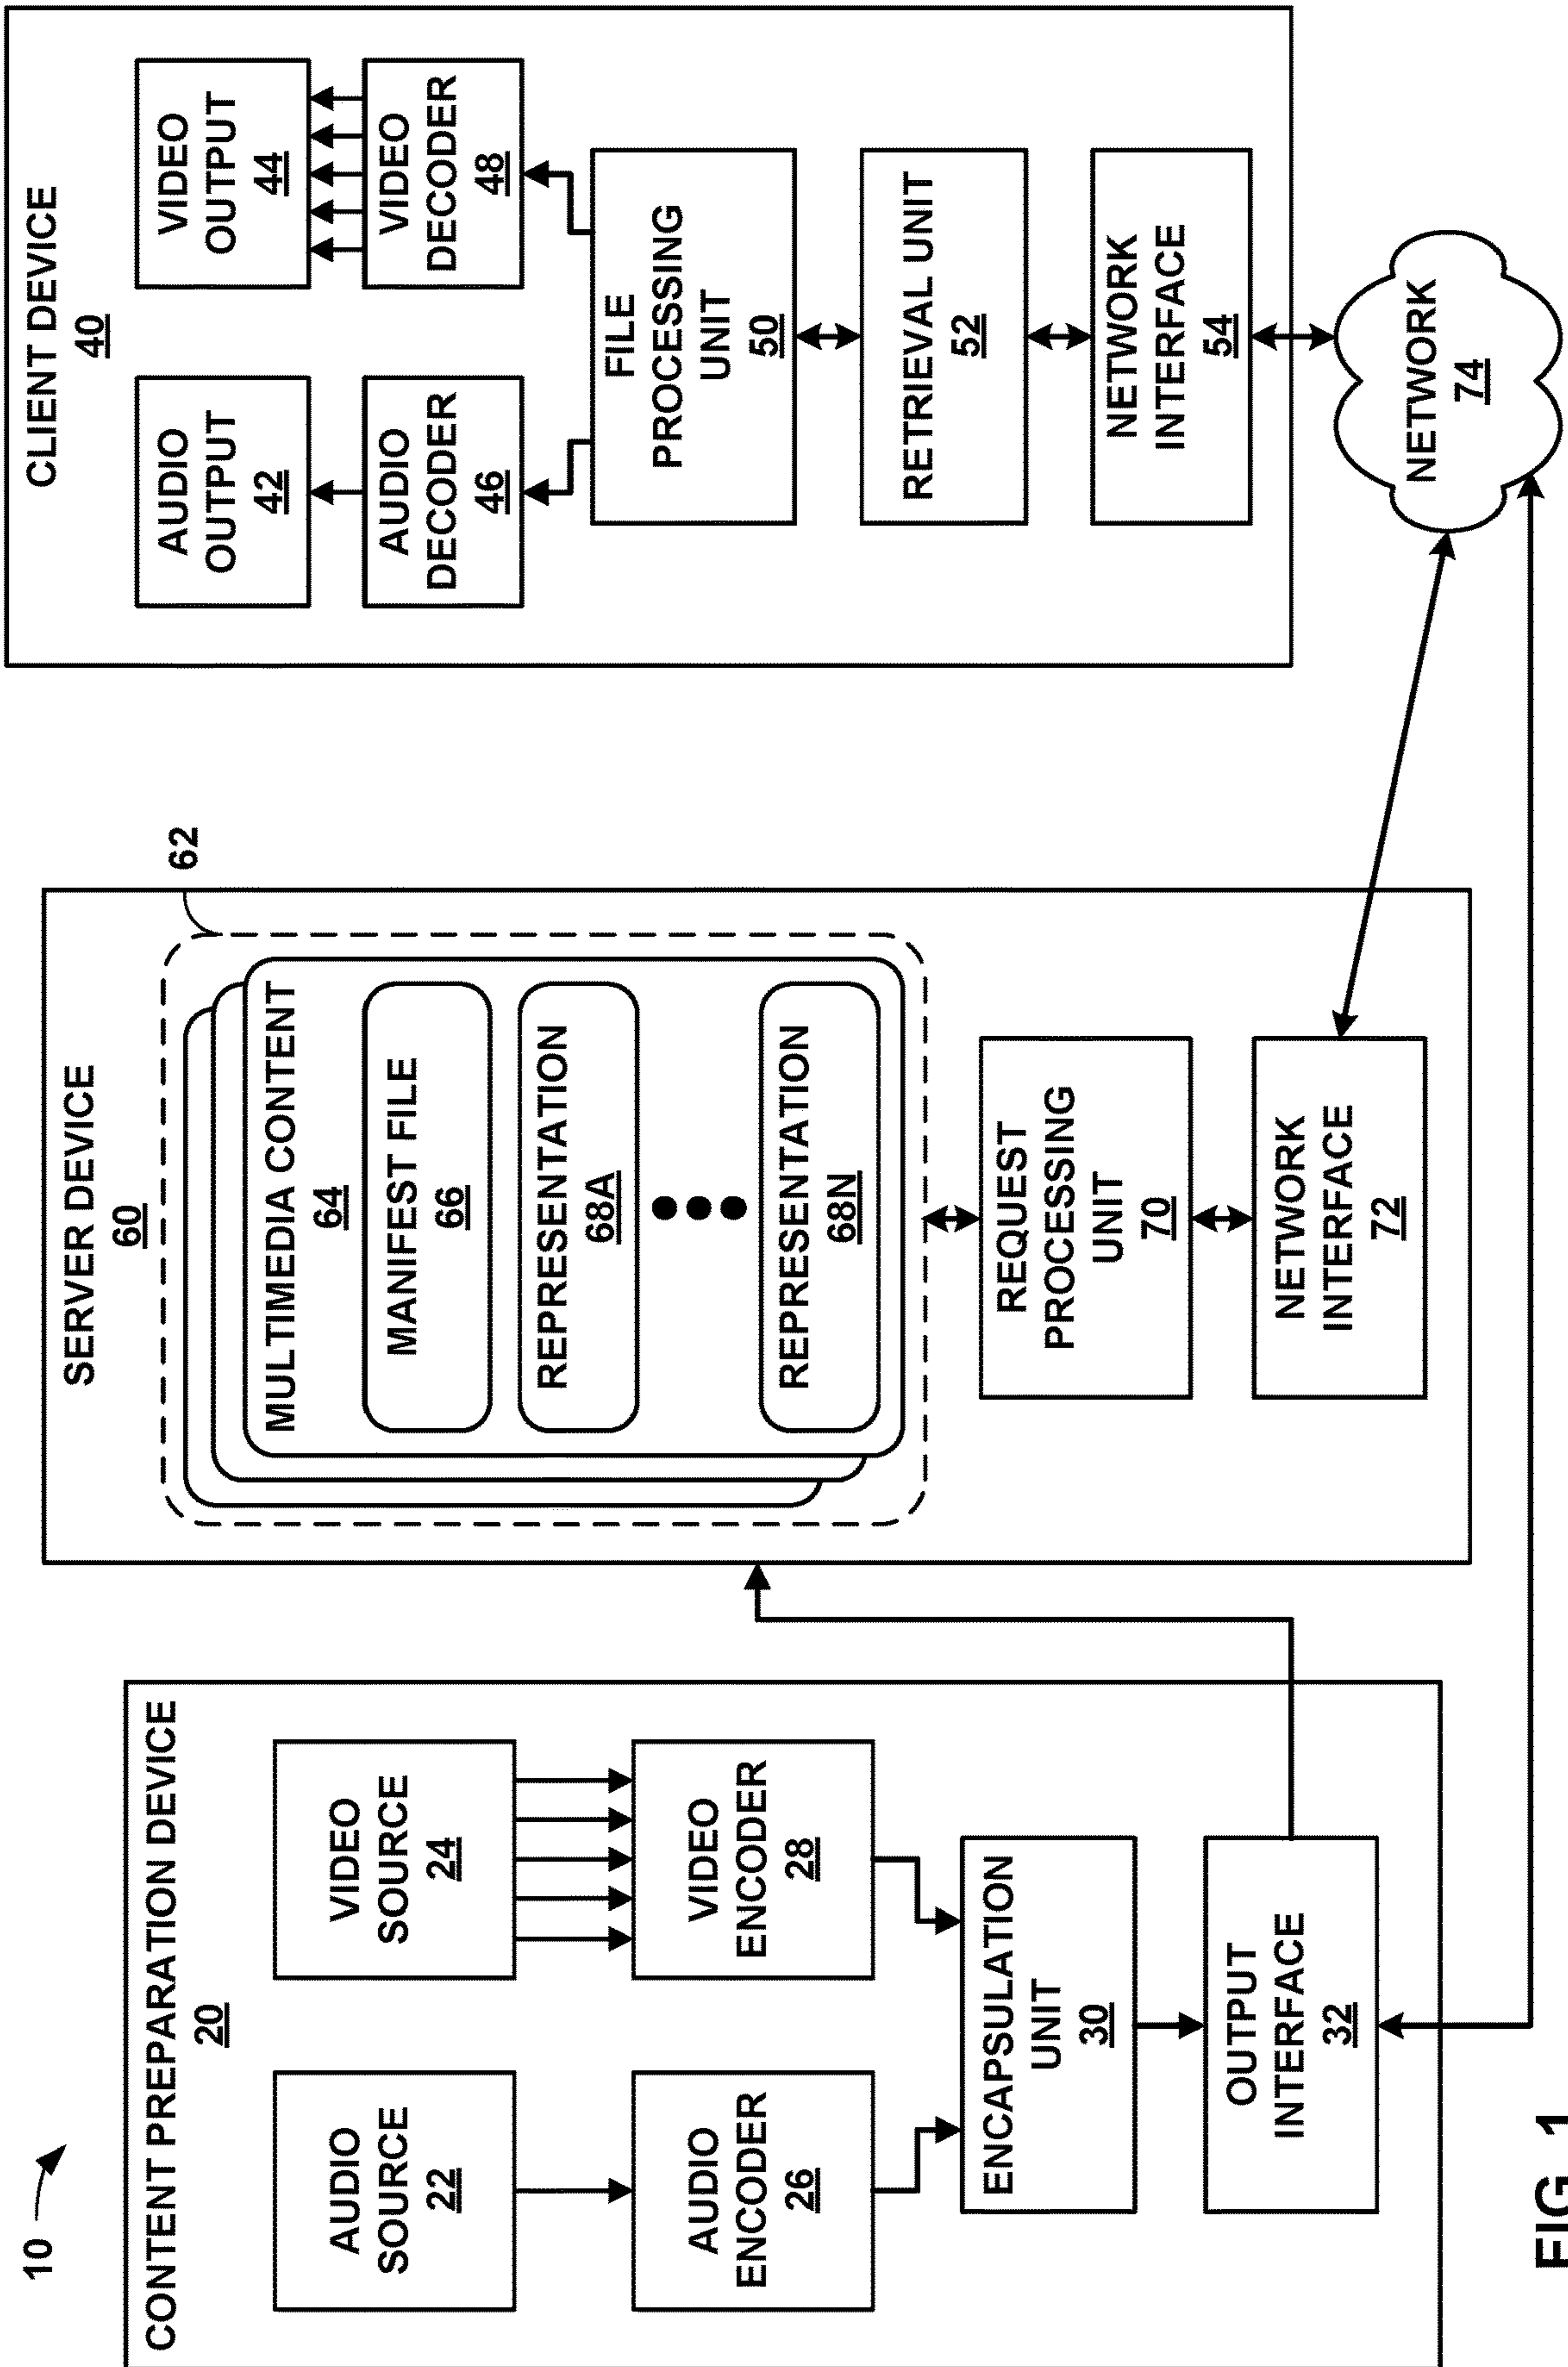 10
CONTENT PREPARATION DEVICE
20
AUDIO
SOURCE
22
VIDEO
SOURCE
24
AUDIO
ENCODER
26
VIDEO
ENCODER
28
ENCAPSULATION
UNIT
30
OUTPUT
INTERFACE
32
SERVER DEVICE
60
62
MULTIMEDIA CONTENT
64
MANIFEST FILE
66
REPRESENTATION
68A
REPRESENTATION
68N
REQUEST
PROCESSING
UNIT
70
NETWORK
INTERFACE
72
CLIENT DEVICE
40
AUDIO
OUTPUT
42
VIDEO
OUTPUT
44
AUDIO
DECODER
46
VIDEO
DECODER
48
FILE
PROCESSING
UNIT
50
RETRIEVAL UNIT
52
NETWORK
INTERFACE
54
NETWORK
74
FIG. 1